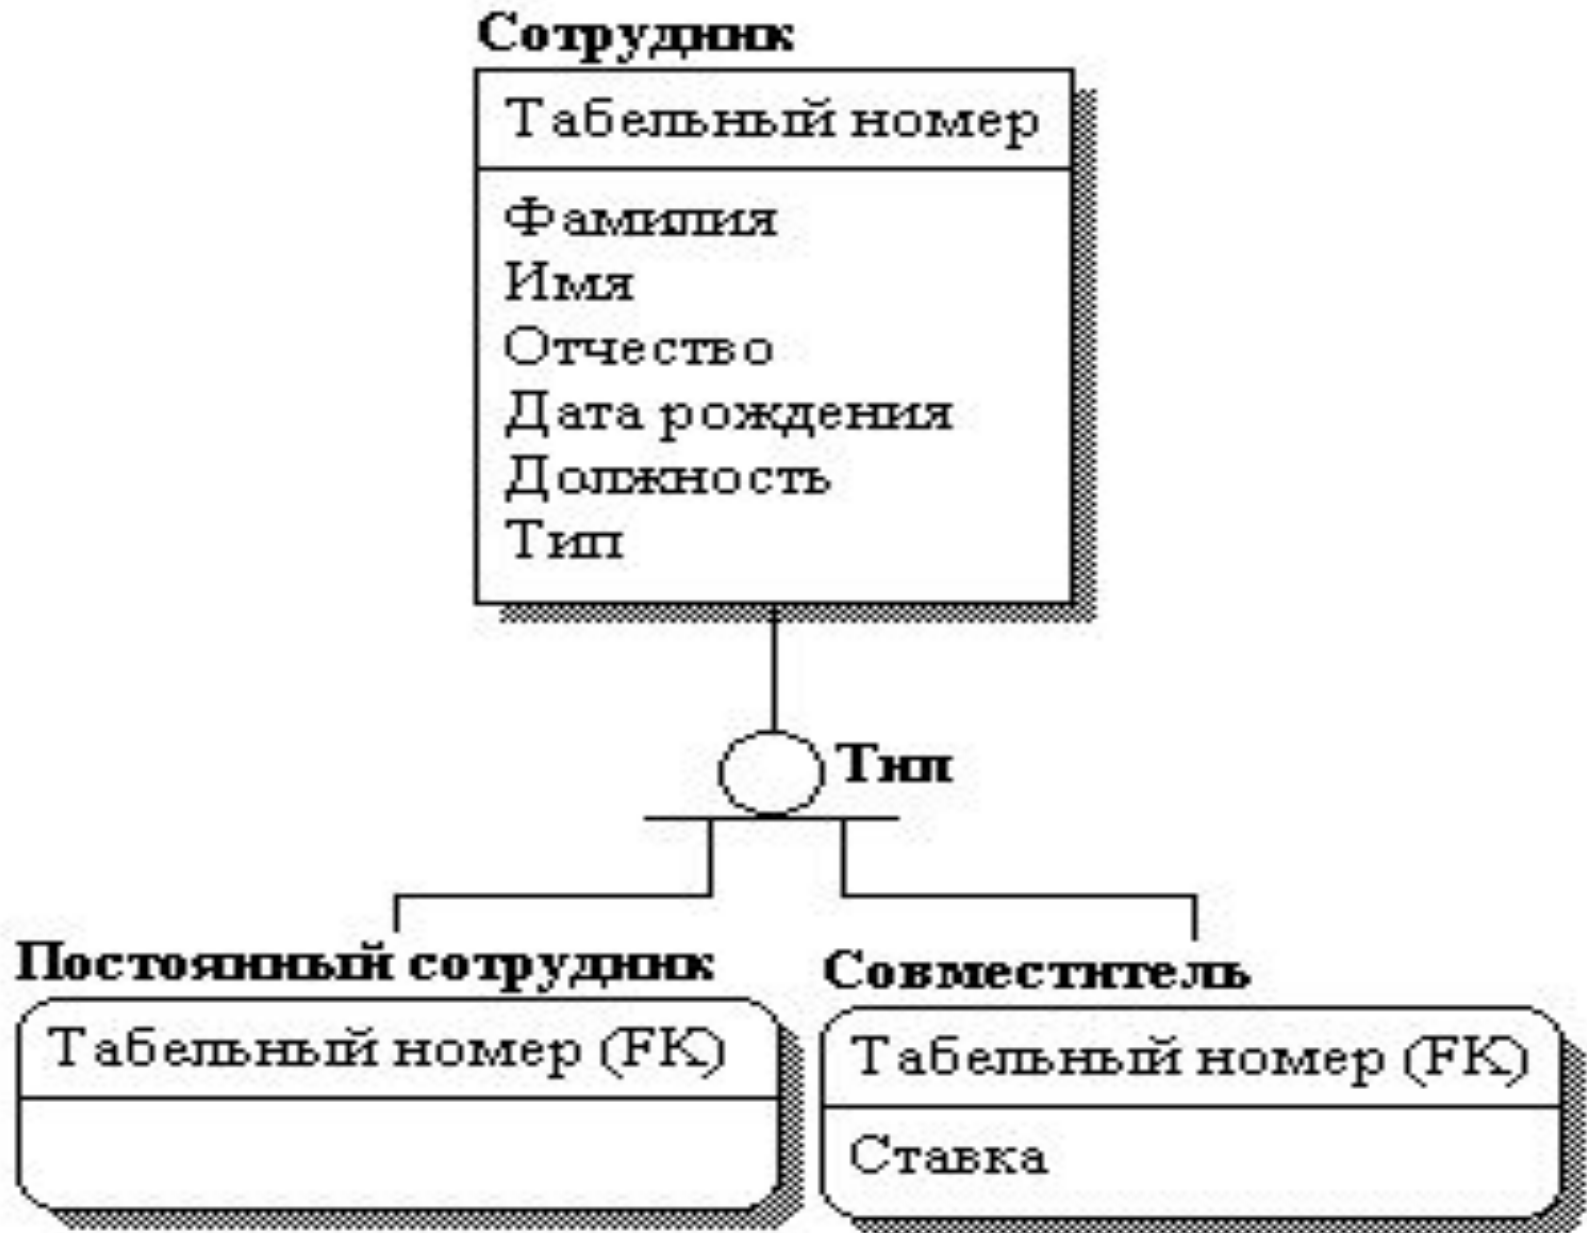 Сотрудник
Табельный номер
Фамилия
Имя
Отчество
Дата рождения
Должность
Тип
Тип
Постоянный сотрудник
Табельный номер (FK)
Совместитель
Табельный номер (FK)
Ставка